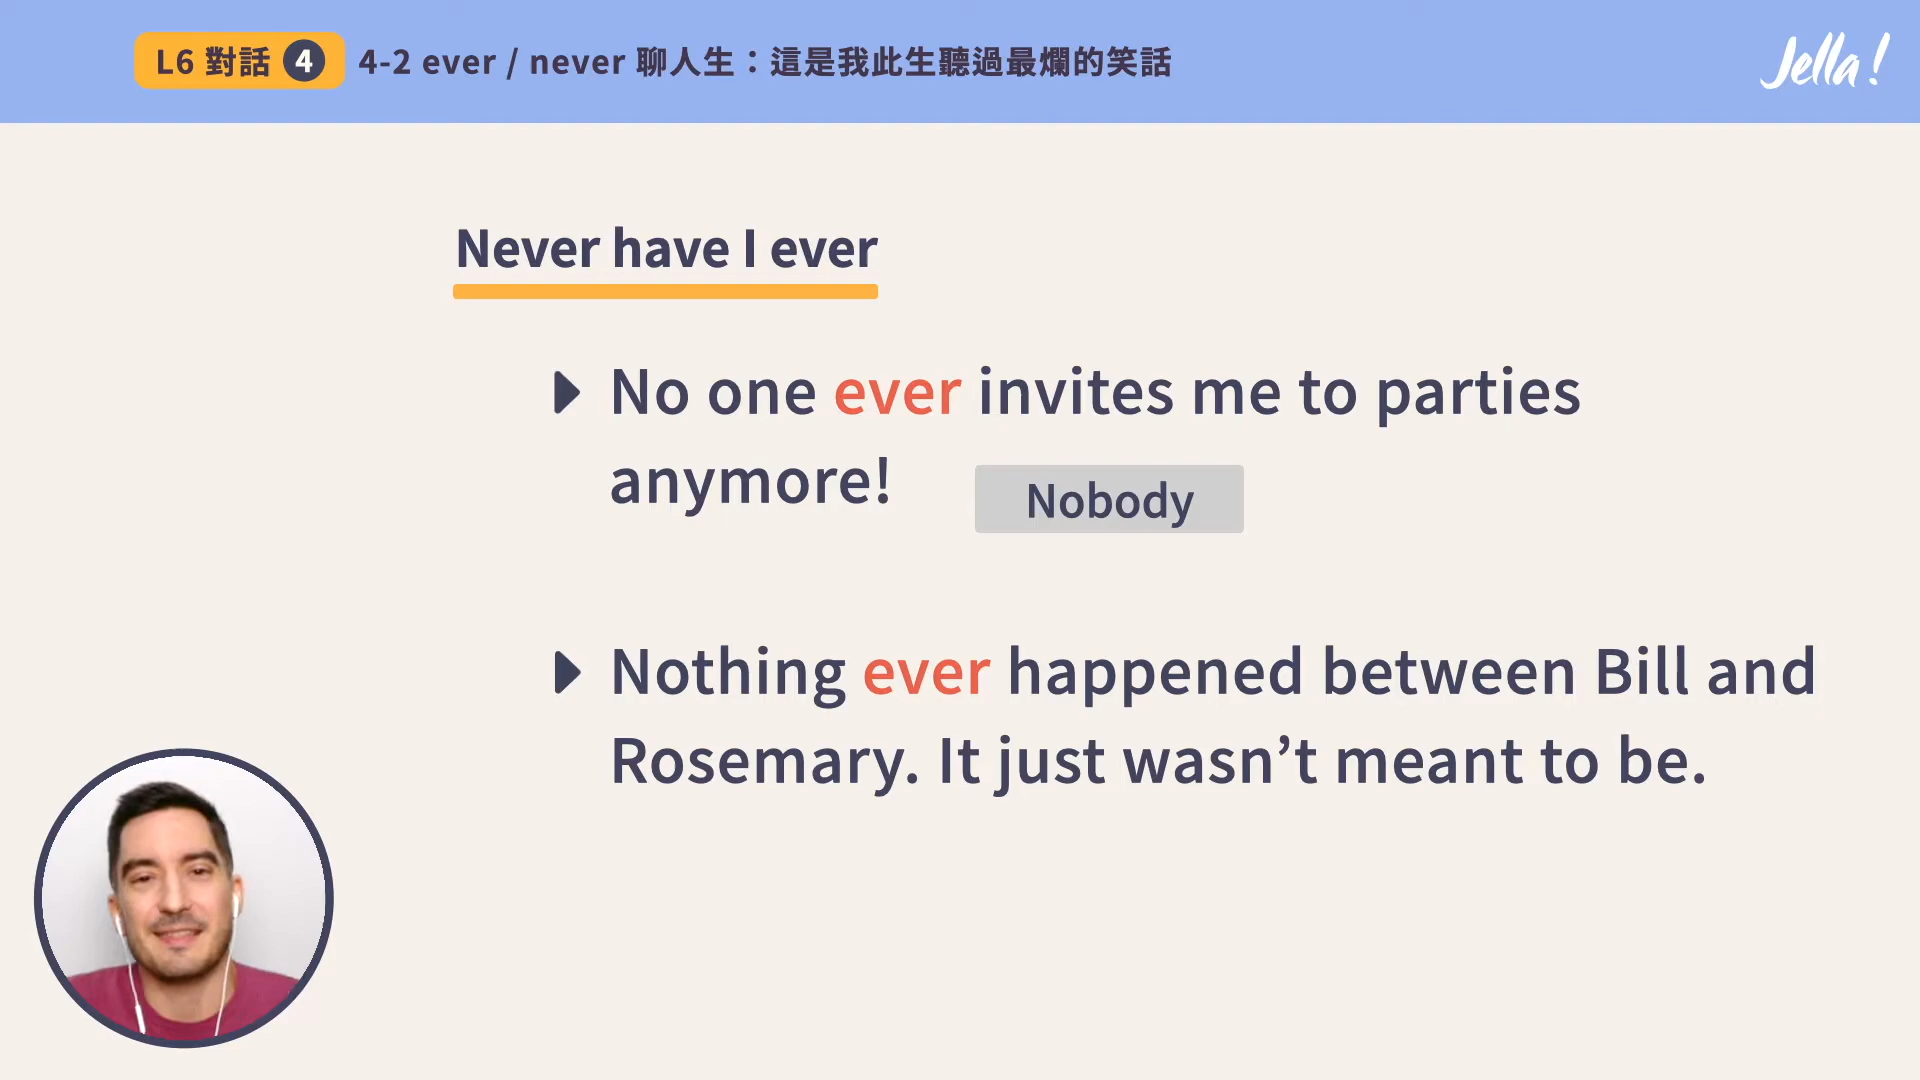 L6 對話 4 4-2 ever / never 聊人生：這是我此生聽過最爛的笑話
Jella!
Never have I ever
No one ever invites me to parties
anymore!
Nobody
Nothing ever happened between Bill and
Rosemary. It just wasn’t meant to be.